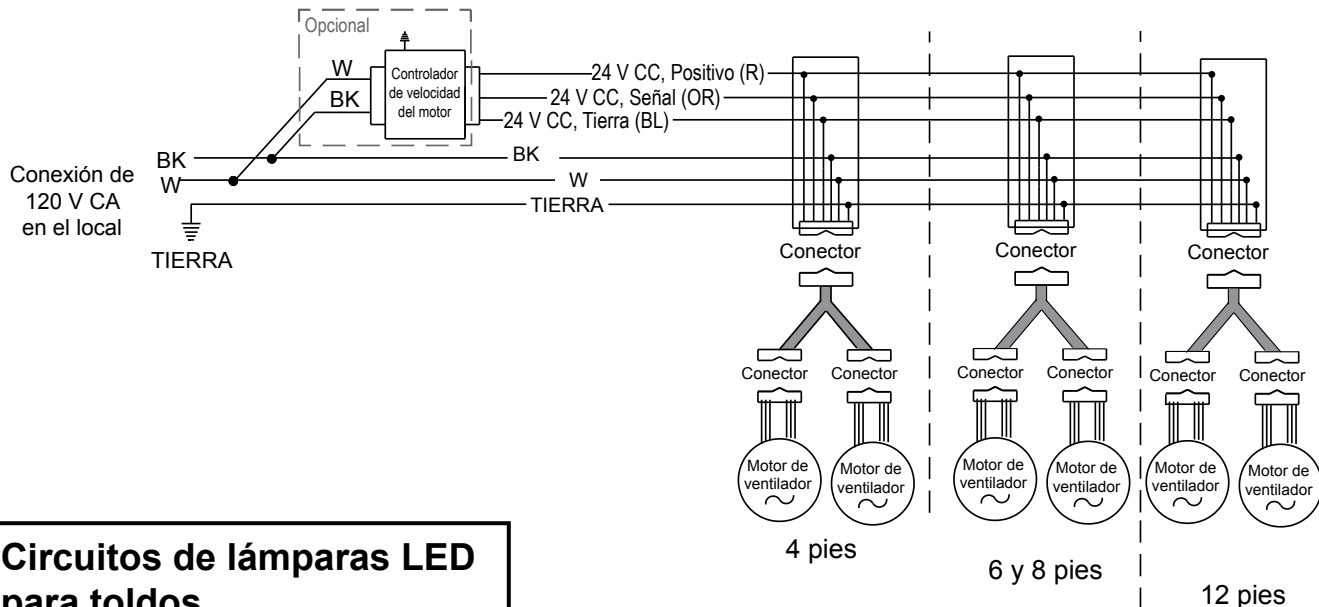 Opcional
W
BK
Controlador
de velocidad
del motor
24 V CC, Positivo (R)
24 V CC, Señal (OR)
24 V CC, Tierra (BL)
Conexión de
120 V CA
en el local
BK
W
BK
W
TIERRA
TIERRA
Conector
Conector
Conector
Conector
Conector
Conector
Conector
Conector
Conector
Motor de
ventilador
Motor de
ventilador
Motor de
ventilador
Motor de
ventilador
Motor de
ventilador
Motor de
ventilador
4 pies
6 y 8 pies
12 pies
Circuitos de lámparas LED
para toldos